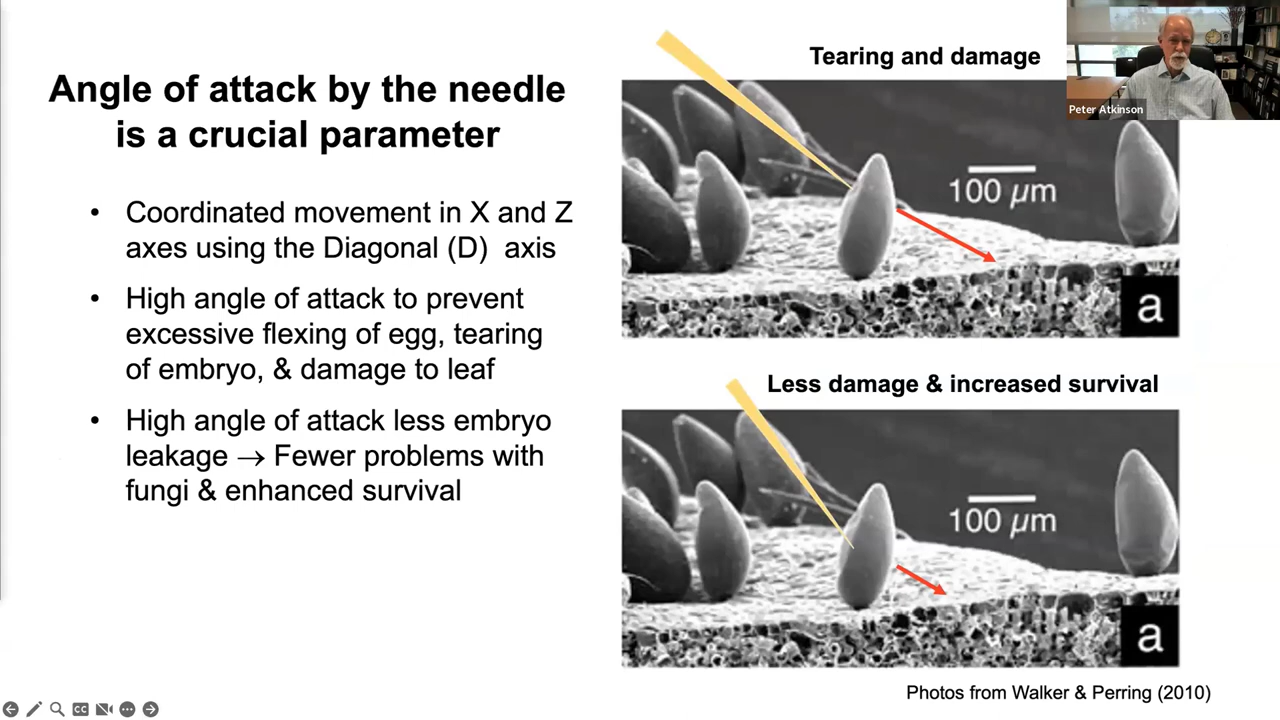 Angle of attack by the needle
is a crucial parameter
• Coordinated movement in X and Z
axes using the Diagonal (D) axis
• High angle of attack to prevent
excessive flexing of egg, tearing
of embryo, & damage to leaf
• High angle of attack less embryo
leakage → Fewer problems with
fungi & enhanced survival
Tearing and damage
100 µm
a
Less damage & increased survival
100 µm
a
Photos from Walker & Perring (2010)
Peter Atkinson
CC